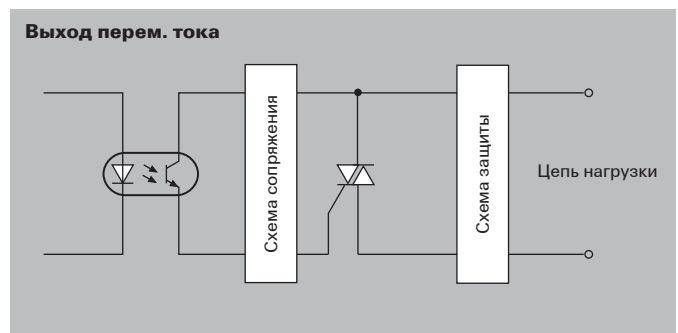 Выход перем. тока
Схема сопряжения
Схема защиты
Цепь нагрузки